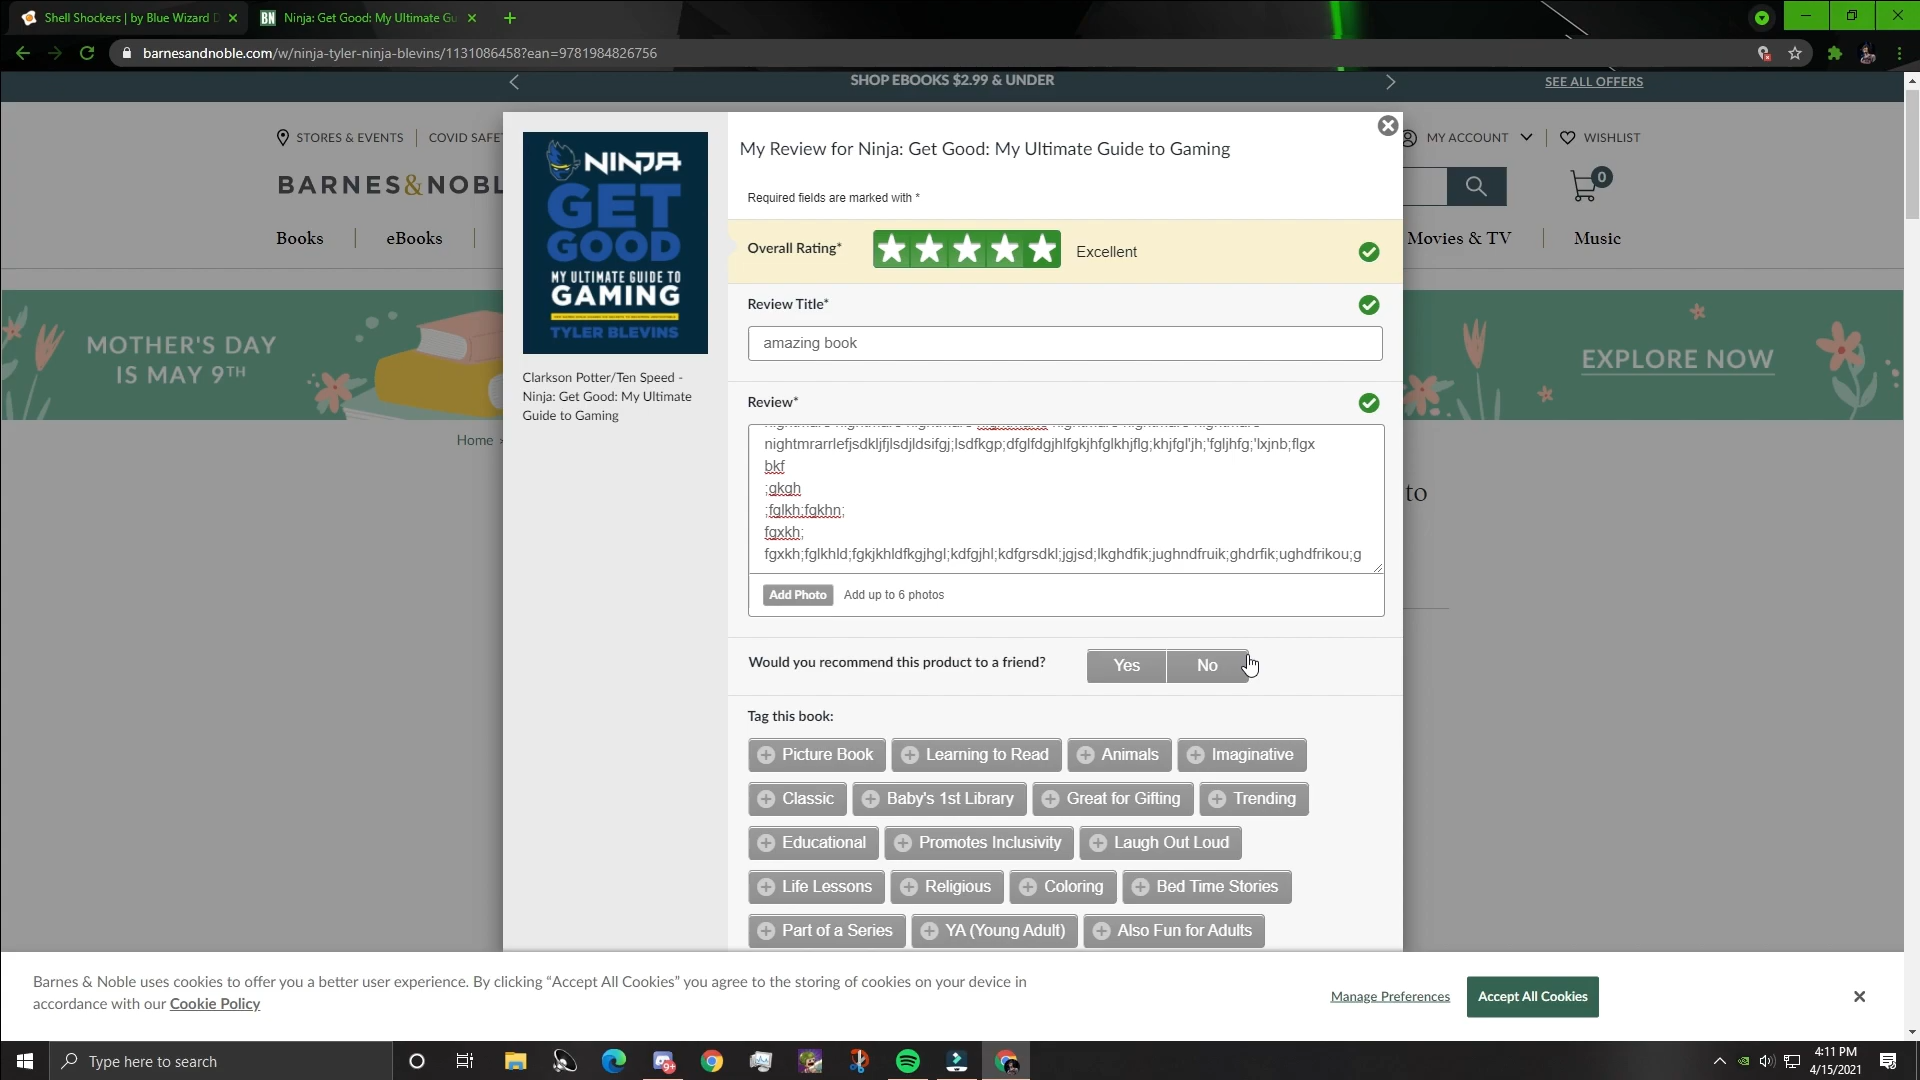 Shell Shockers | by Blue Wizard D
Ninja: Get Good: My Ultimate Gu
barnesandnoble.com/w/ninja-tyler-ninja-blevins/1131086458?ean=9781984826756
SHOP EBOOKS $2.99 & UNDER
SEE ALL OFFERS
STORES & EVENTS
COVID SAFET
MY ACCOUNT
WISHLIST
BARNES&NOBL
0
Books
eBooks
Movies & TV
Music
MOTHER'S DAY
IS MAY 9TH
EXPLORE NOW
Home
to
NINJA
GET
GOOD
MY ULTIMATE GUIDE TO
GAMING
TYLER BLEVINS
Clarkson Potter/Ten Speed -
Ninja: Get Good: My Ultimate
Guide to Gaming
My Review for Ninja: Get Good: My Ultimate Guide to Gaming
Required fields are marked with *
Overall Rating*
Excellent
Review Title*
amazing book
Review*
nightmrarrlefjsdkljfjlsdjldsifgj;lsdfkgp;dfglfdgjhlfgkjhfglkhjflg;khjfgl'jh;'fgljhfg;'lxjnb;flgx
bkf
;gkgh
;fglkh;fgkhn;
fgxkh;
fgxkh;fglkhld;fgkjkhldfkgjhgl;kdfgjhl;kdfgrsdkl;jgjsd;lkghdfik;jughndfruik;ghdrfik;ughdfrikou;g
Add Photo
Add up to 6 photos
Would you recommend this product to a friend?
Yes
No
Tag this book:
Picture Book
Learning to Read
Animals
Imaginative
Classic
Baby's 1st Library
Great for Gifting
Trending
Educational
Promotes Inclusivity
Laugh Out Loud
Life Lessons
Religious
Coloring
Bed Time Stories
Part of a Series
YA (Young Adult)
Also Fun for Adults
Barnes & Noble uses cookies to offer you a better user experience. By clicking “Accept All Cookies” you agree to the storing of cookies on your device in
accordance with our Cookie Policy
Manage Preferences
Accept All Cookies
Type here to search
4:11 PM
4/15/2021